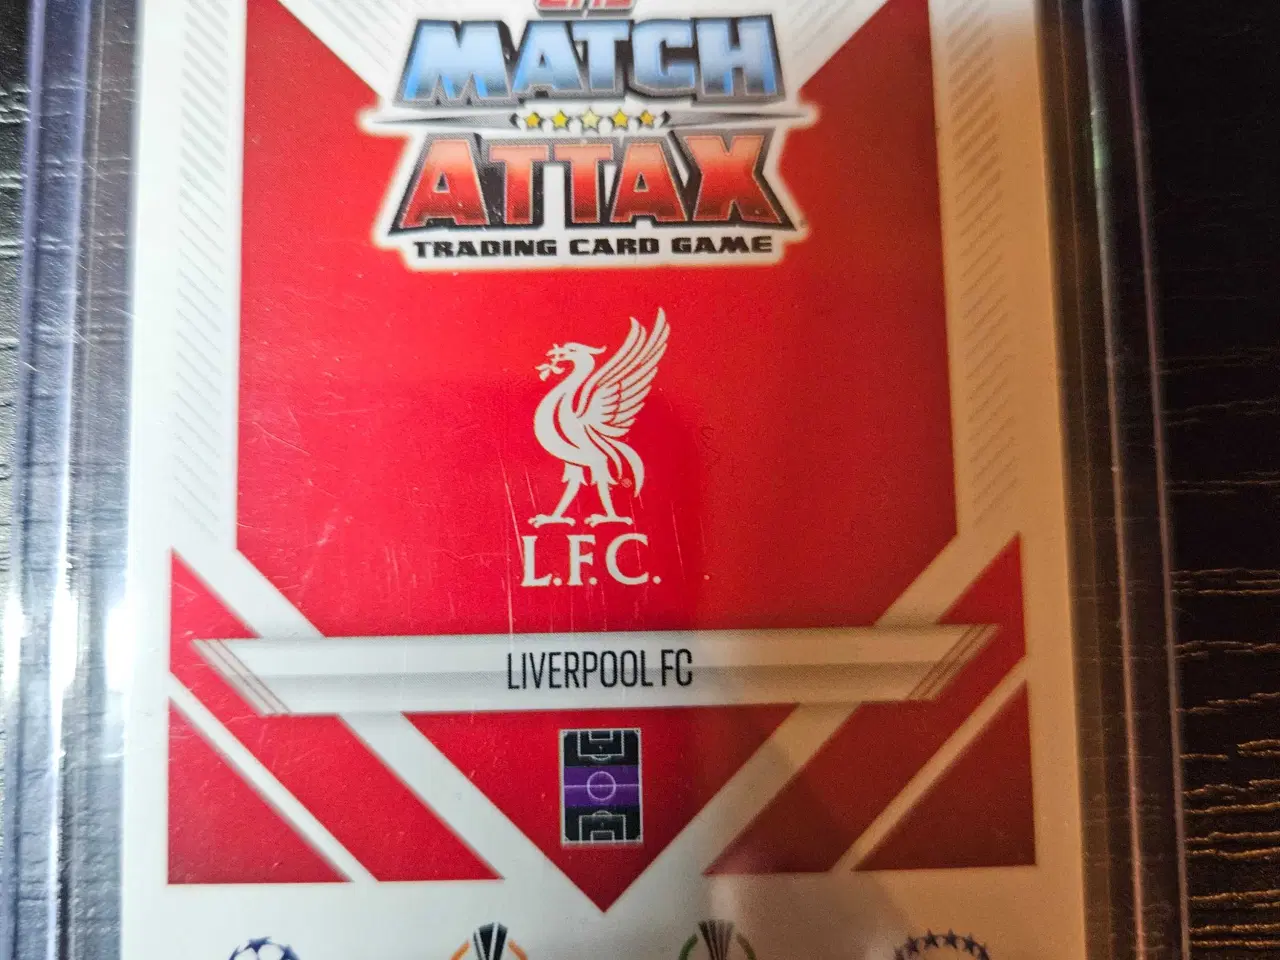 MATCH
ATTAX
TRADING CARD GAME
L.F.C.
LIVERPOOL FC